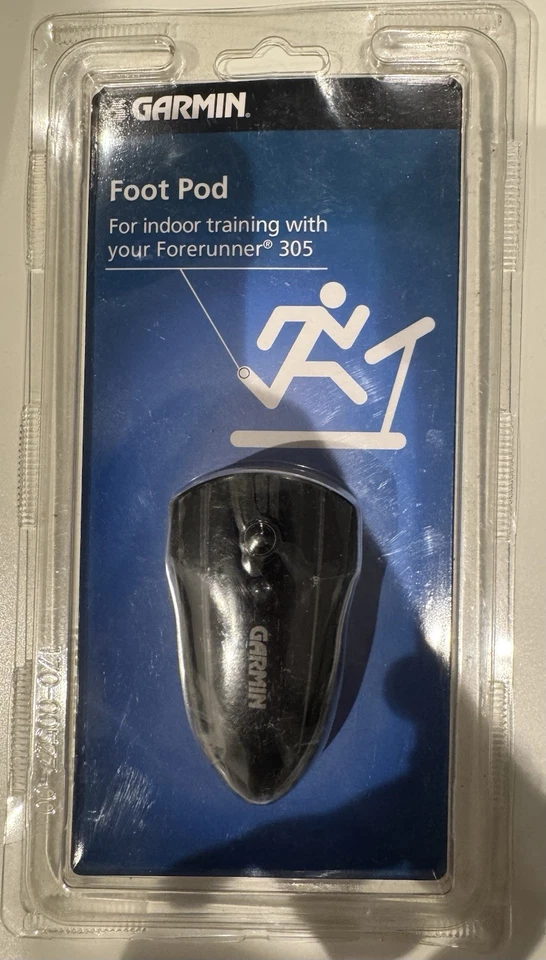 GARMIN®
Foot Pod
For indoor training with
your Forerunner® 305
GARMIN